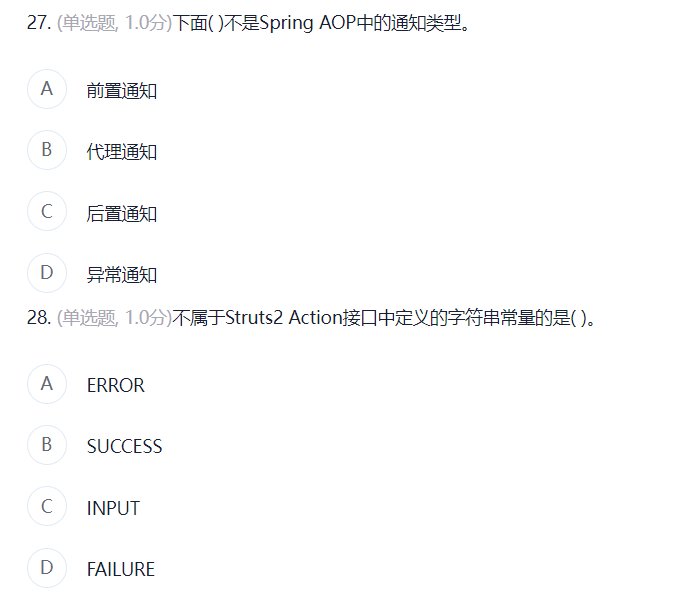 27. (单选题, 1.0分)下面( )不是Spring AOP中的通知类型。
A 前置通知
B 代理通知
C 后置通知
D 异常通知
28. (单选题, 1.0分)不属于Struts2 Action接口中定义的字符串常量的是( )。
A ERROR
B SUCCESS
C INPUT
D FAILURE